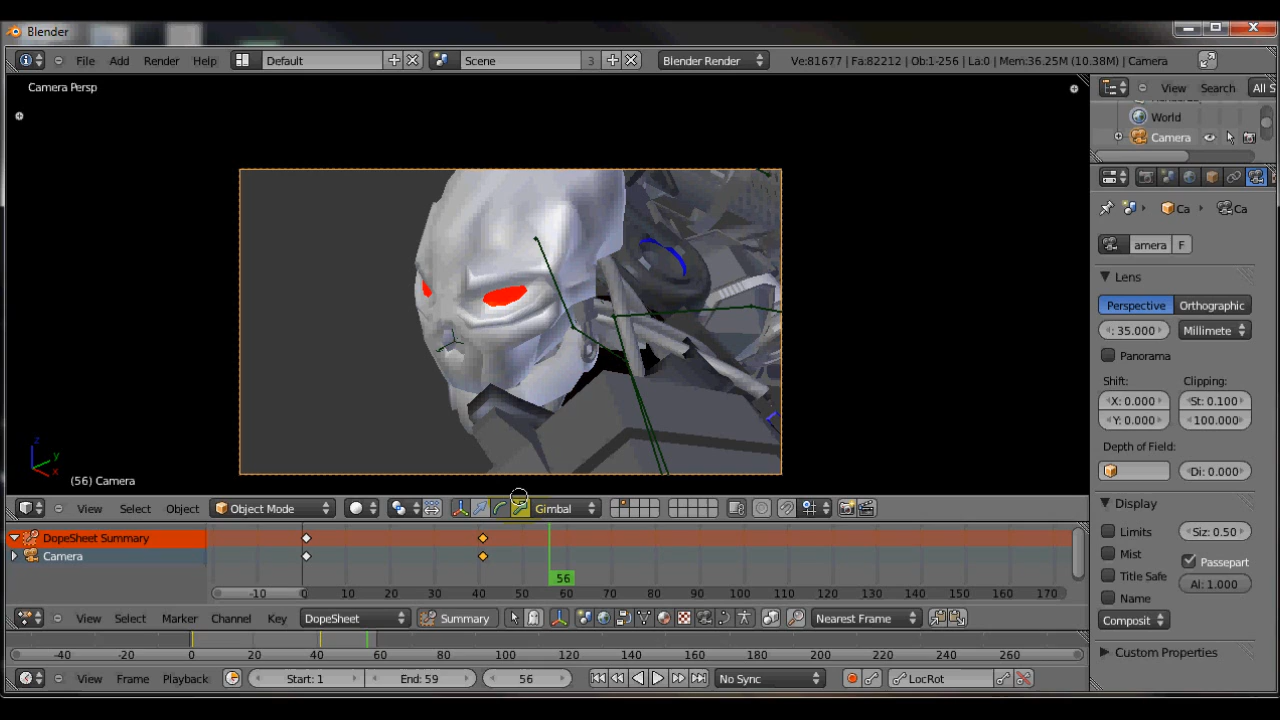 Blender
File Add Render Help Default Scene 3 Blender Render Ve:81677 | Fa:82212 | Ob:1-256 | La:0 | Mem:36.25M (10.38M) | Camera
Camera Persp
View Search All S
World
Camera
Ca Ca
amera F
Lens
Perspective Orthographic
: 35.000 Millimete
Panorama
Shift: Clipping:
X: 0.000 St: 0.100
Y: 0.000 100.000
Depth of Field:
Di: 0.000
z
y
x
(56) Camera
View Select Object Object Mode Gimbal
Display
Limits Siz: 0.50
Mist Passepart
Title Safe Al: 1.000
Name
Composit
Custom Properties
DopeSheet Summary
Camera
56
-10 0 10 20 30 40 50 60 70 80 90 100 110 120 130 140 150 160 170
View Select Marker Channel Key DopeSheet Summary Nearest Frame
-40 -20 0 20 40 60 80 100 120 140 160 180 200 220 240 260
View Frame Playback Start: 1 End: 59 56 No Sync LocRot